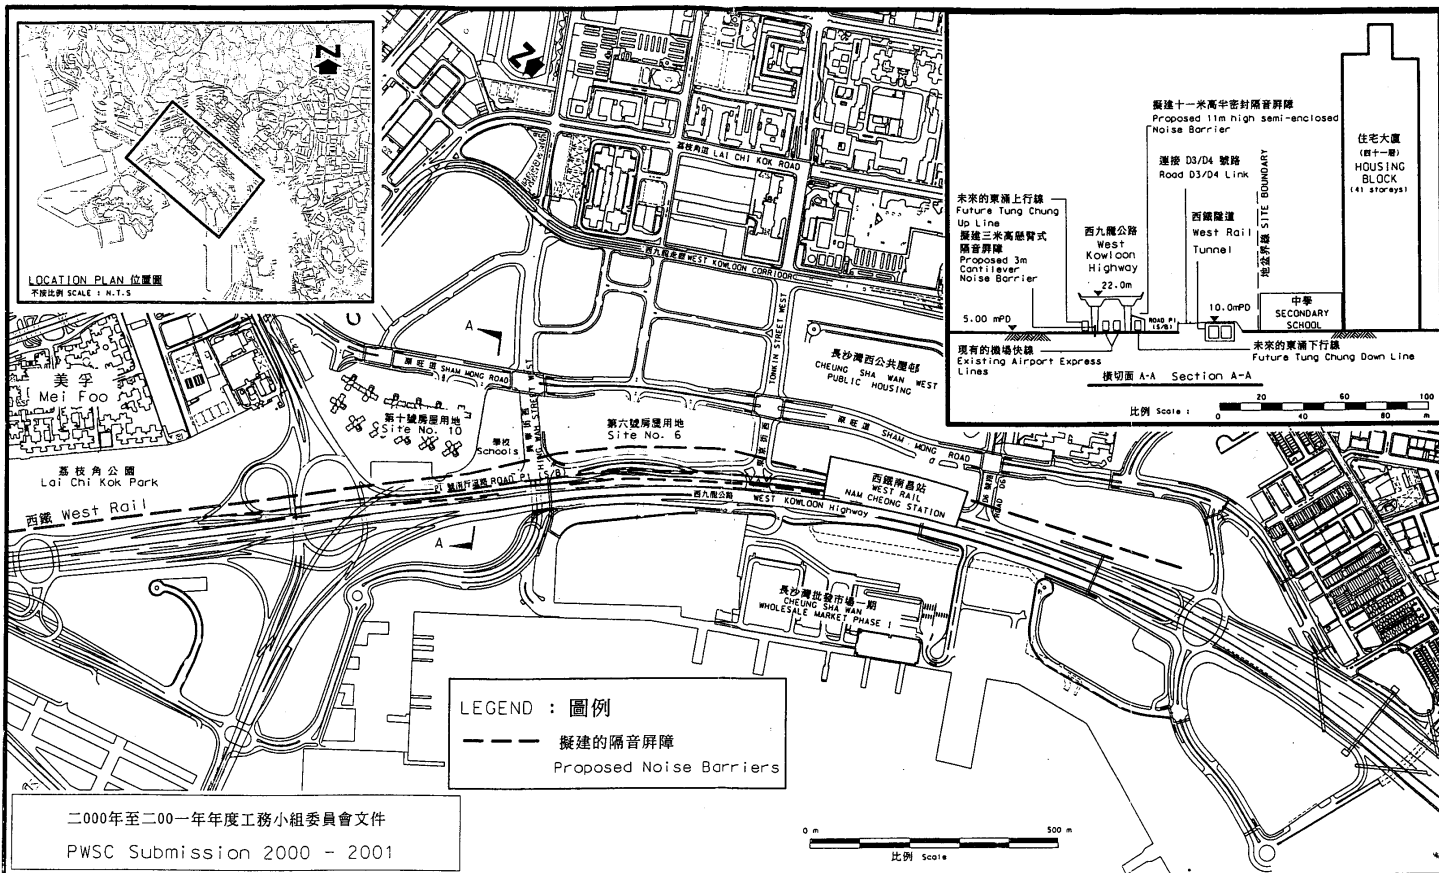 N
LOCATION PLAN 位置圖
不按比例 SCALE : N.T.S
N
荔枝角道 LAI CHI KOK ROAD
西九龍走廊 WEST KOWLOON CORRIDOR
TONKIN STREET WEST
長沙灣西公共屋邨
CHEUNG SHA WAN WEST
PUBLIC HOUSING
A
深旺道 SHAM MONG ROAD
美孚
Mei Foo
第十號房屋用地
Site No. 10
學校
Schools
HING WAH STREET WEST
第六號房屋用地
Site No. 6
深旺道 SHAM MONG ROAD
荔枝角公園
Lai Chi Kok Park
西鐵 West Rail
ROAD P1 (S/B)
西九龍公路 WEST KOWLOON Highway
西鐵南昌站
WEST RAIL
NAM CHEONG STATION
ROAD D6
A
長沙灣批發市場一期
CHEUNG SHA WAN
WHOLESALE MARKET PHASE 1
擬建十一米高半密封隔音屏障
Proposed 11m high semi-enclosed
Noise Barrier
連接 D3/D4 號路
Road D3/D4 Link
地盆界線 SITE BOUNDARY
住宅大廈
(四十一層)
HOUSING
BLOCK
(41 storeys)
未來的東涌上行線
Future Tung Chung
Up Line
擬建三米高懸臂式
隔音屏障
Proposed 3m
Cantilever
Noise Barrier
西九龍公路
West
Kowloon
Highway
22.0m
西鐵隧道
West Rail
Tunnel
5.00 mPD
ROAD P1
(S/B)
10.0mPD
中學
SECONDARY
SCHOOL
現有的機場快線
Existing Airport Express
Lines
未來的東涌下行線
Future Tung Chung Down Line
橫切面 A-A Section A-A
比例 Scale :
0 20 40 60 80 100 m
LEGEND : 圖例
擬建的隔音屏障
Proposed Noise Barriers
二000年至二00一年年度工務小組委員會文件
PWSC Submission 2000 - 2001
0 m 500 m
比例 Scale